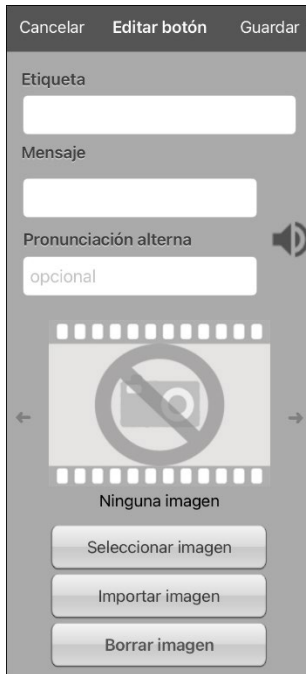 Cancelar Editar botón Guardar
Etiqueta
Mensaje
Pronunciación alterna
opcional
Ninguna imagen
Seleccionar imagen
Importar imagen
Borrar imagen